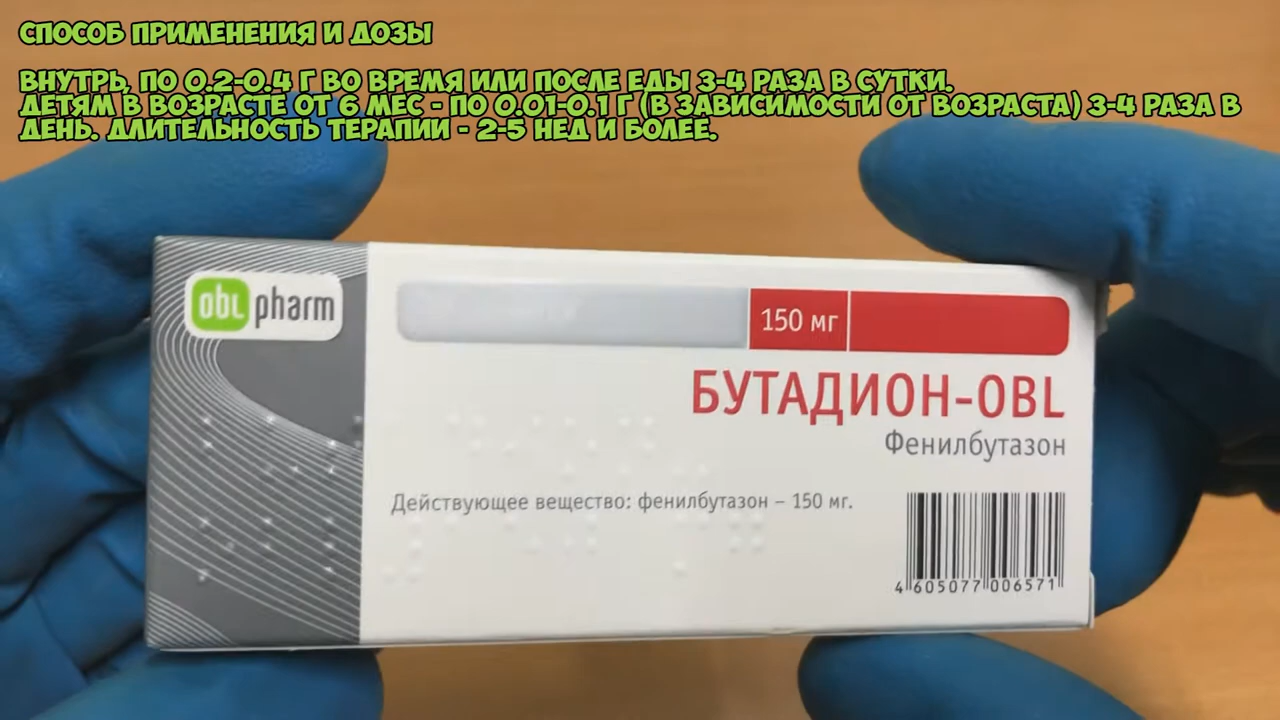 СПОСОБ ПРИМЕНЕНИЯ И ДОЗЫ
ВНУТРЬ, ПО 0.2-0.4 Г ВО ВРЕМЯ ИЛИ ПОСЛЕ ЕДЫ 3-4 РАЗА В СУТКИ.
ДЕТЯМ В ВОЗРАСТЕ ОТ 6 МЕС - ПО 0.01-0.1 Г (В ЗАВИСИМОСТИ ОТ ВОЗРАСТА) 3-4 РАЗА В
ДЕНЬ. ДЛИТЕЛЬНОСТЬ ТЕРАПИИ - 2-5 НЕД И БОЛЕЕ.
obl pharm
150 мг
БУТАДИОН-OBL
Фенилбутазон
Действующее вещество: фенилбутазон – 150 мг.
4 605077 006571